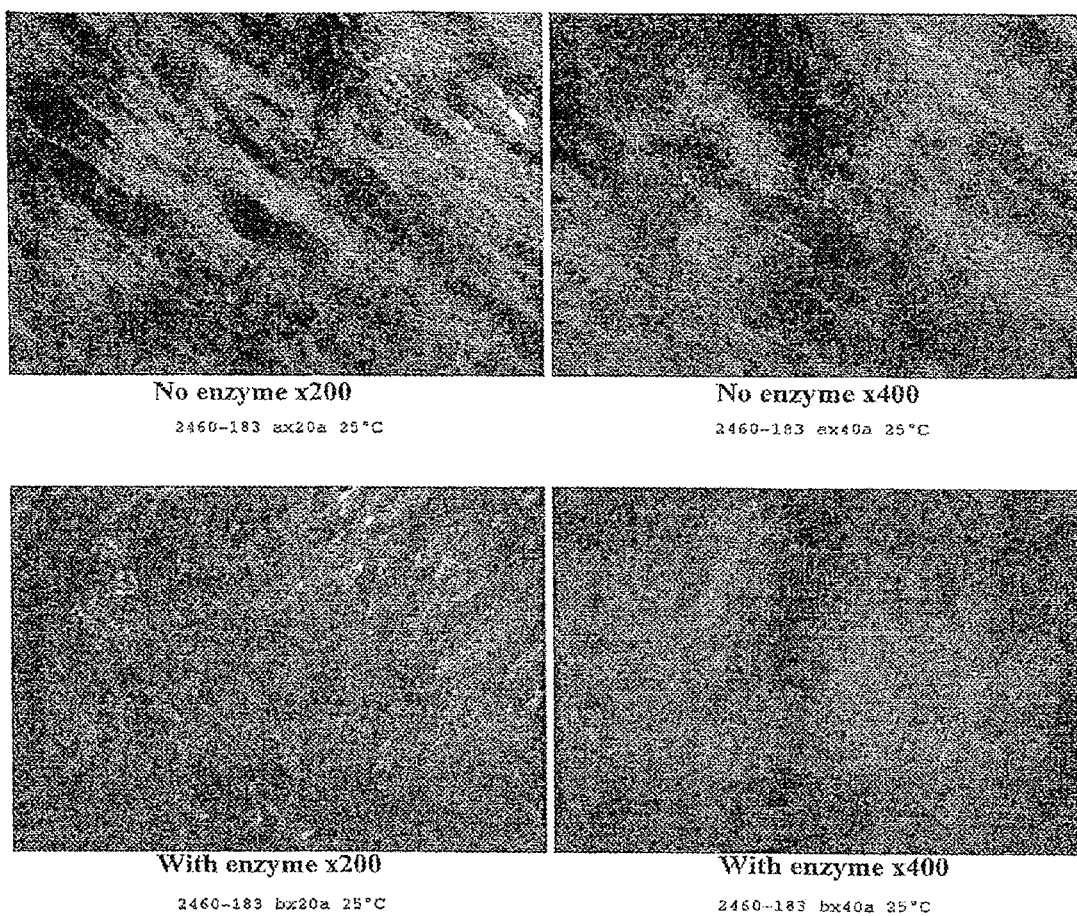 No enzyme x200
2460-183 ax20a 25°C
No enzyme x400
2460-183 ax40a 25°C
With enzyme x200
2460-183 bx20a 25°C
With enzyme x400
2460-183 bx40a 25°C